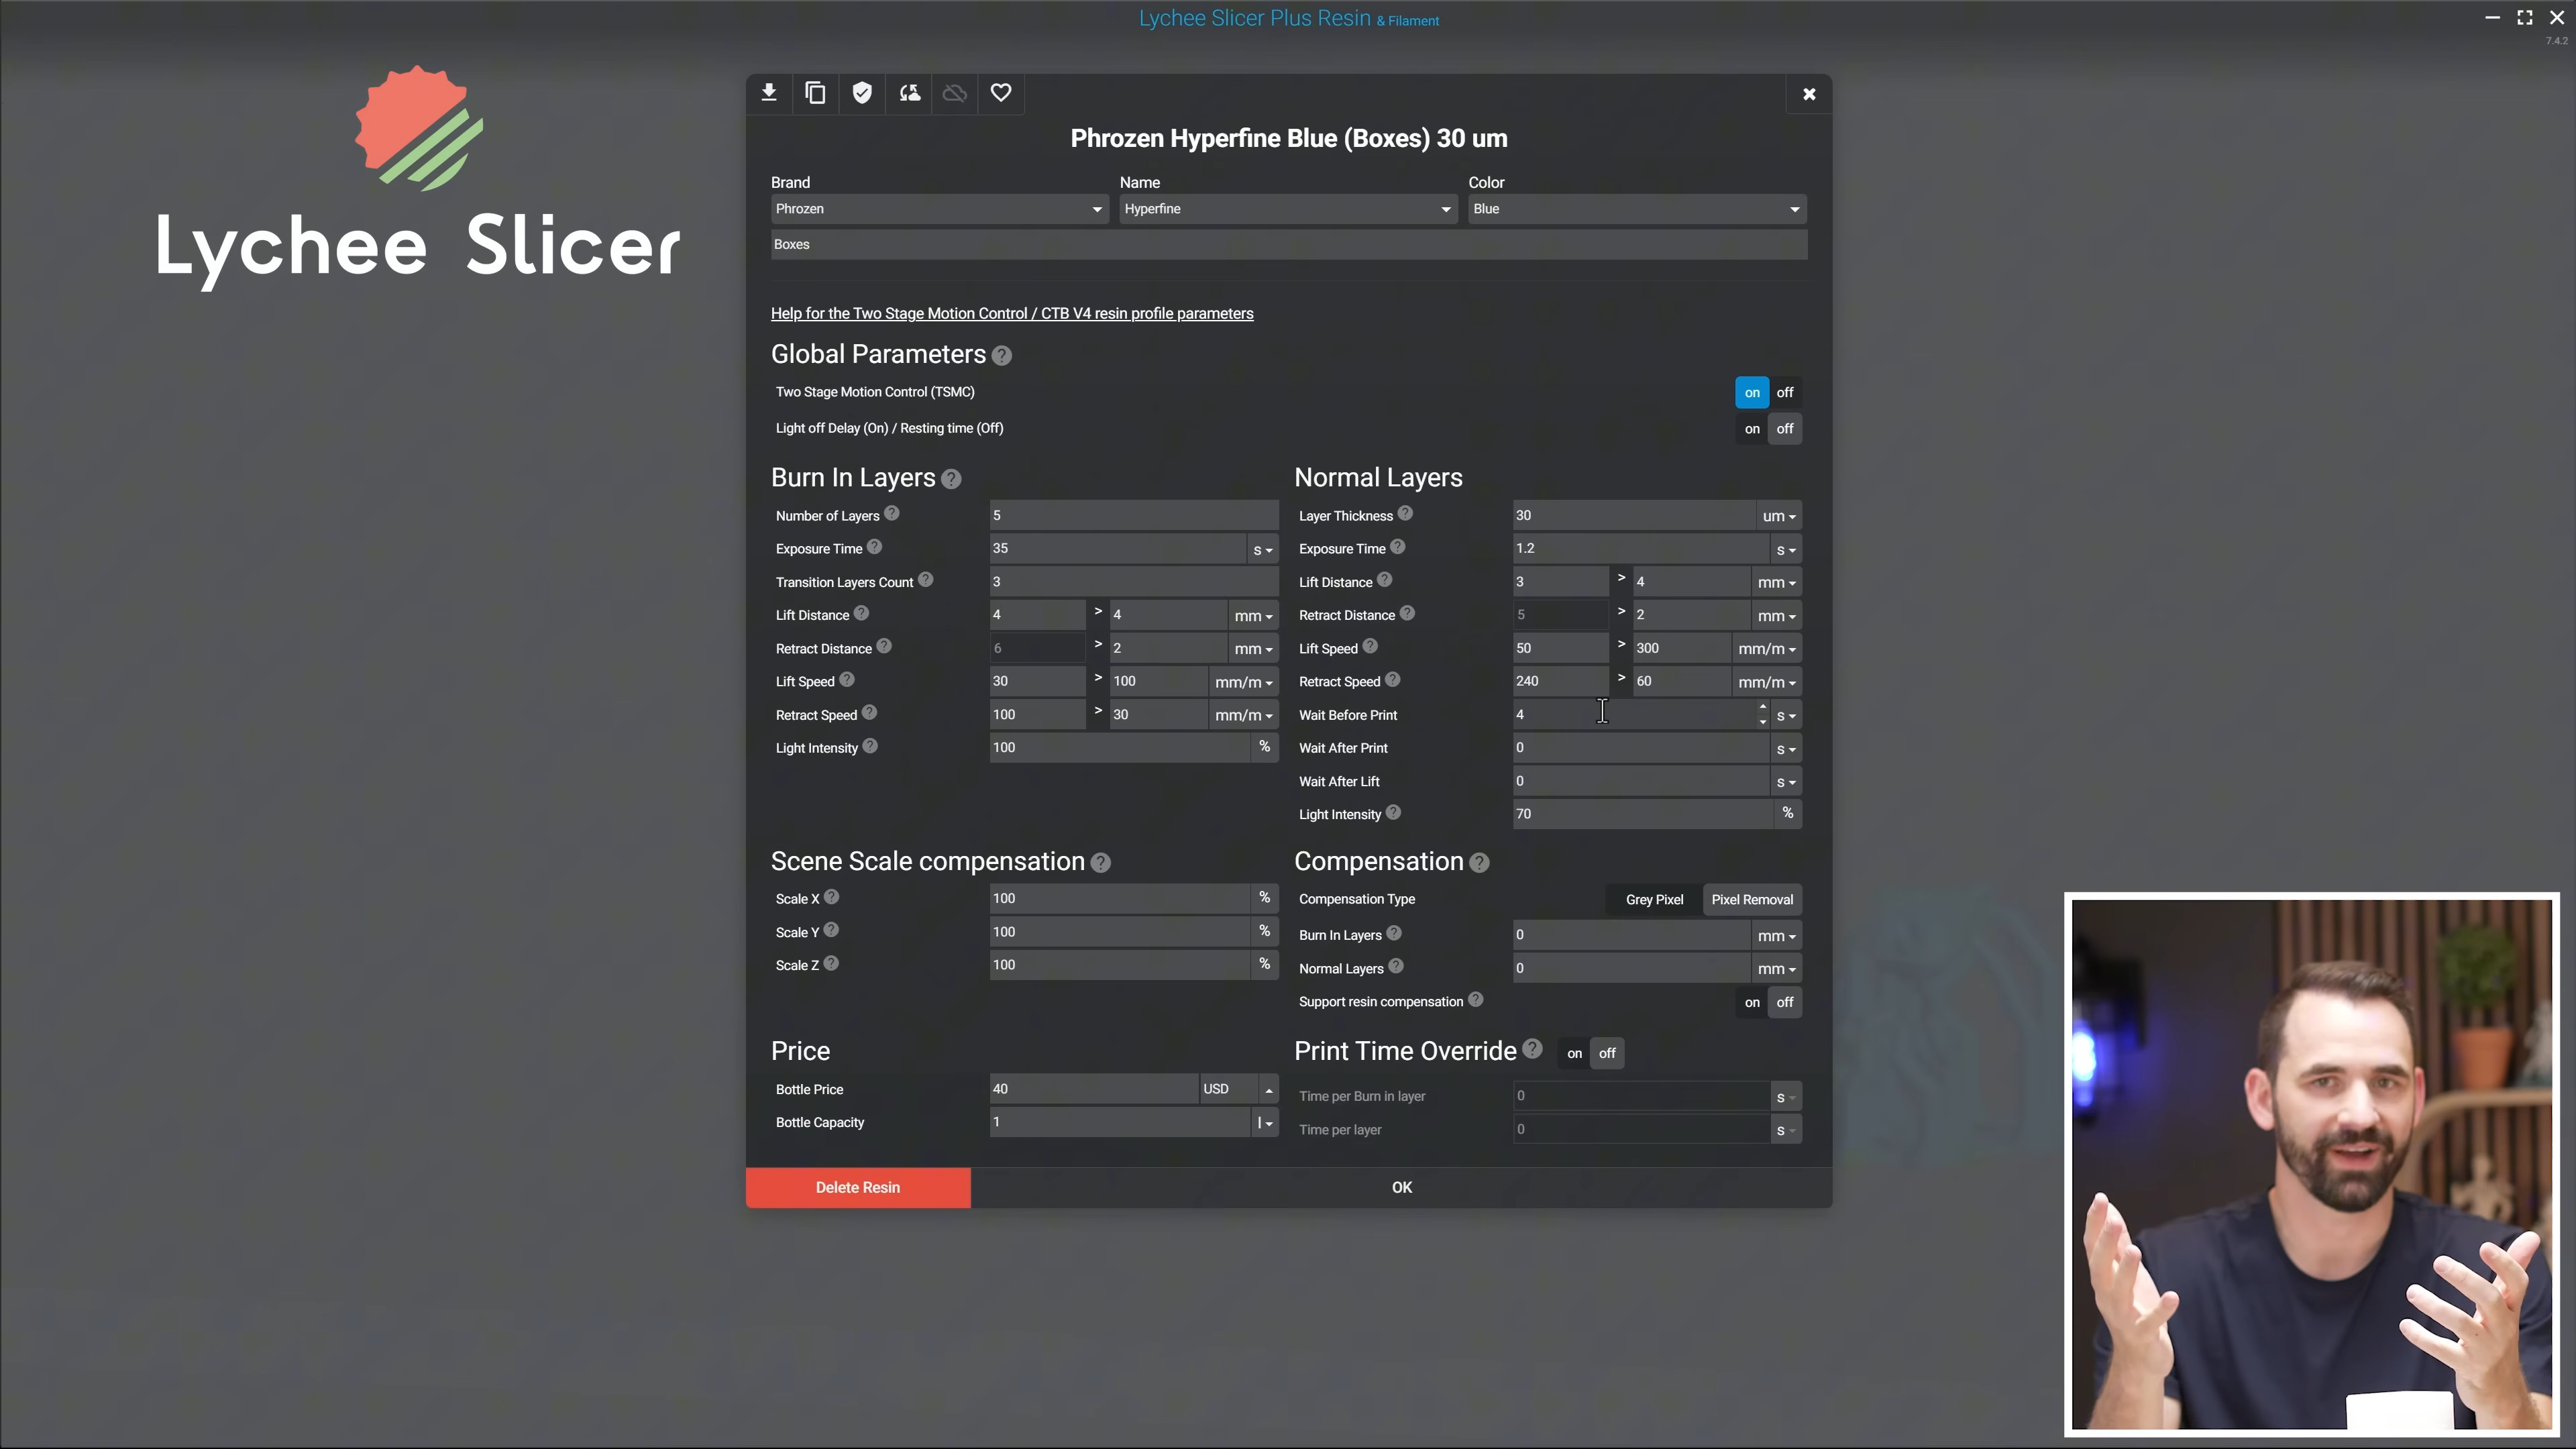 Lychee Slicer Plus Resin & Filament
7.4.2
Lychee Slicer
Phrozen Hyperfine Blue (Boxes) 30 um
Brand Name Color
Phrozen Hyperfine Blue
Boxes
Help for the Two Stage Motion Control / CTB V4 resin profile parameters
Global Parameters ?
Two Stage Motion Control (TSMC) on off
Light off Delay (On) / Resting time (Off) on off
Burn In Layers ?
Number of Layers ? 5
Exposure Time ? 35 s
Transition Layers Count ? 3
Lift Distance ? 4 > 4 mm
Retract Distance ? 6 > 2 mm
Lift Speed ? 30 > 100 mm/m
Retract Speed ? 100 > 30 mm/m
Light Intensity ? 100 %
Normal Layers
Layer Thickness ? 30 um
Exposure Time ? 1.2 s
Lift Distance ? 3 > 4 mm
Retract Distance ? 5 > 2 mm
Lift Speed ? 50 > 300 mm/m
Retract Speed ? 240 > 60 mm/m
Wait Before Print 4 s
Wait After Print 0 s
Wait After Lift 0 s
Light Intensity ? 70 %
Scene Scale compensation ?
Scale X ? 100 %
Scale Y ? 100 %
Scale Z ? 100 %
Compensation ?
Compensation Type Grey Pixel Pixel Removal
Burn In Layers ? 0 mm
Normal Layers ? 0 mm
Support resin compensation ? on off
Price
Bottle Price 40 USD
Bottle Capacity 1 l
Print Time Override ? on off
Time per Burn in layer 0 s
Time per layer 0 s
Delete Resin OK